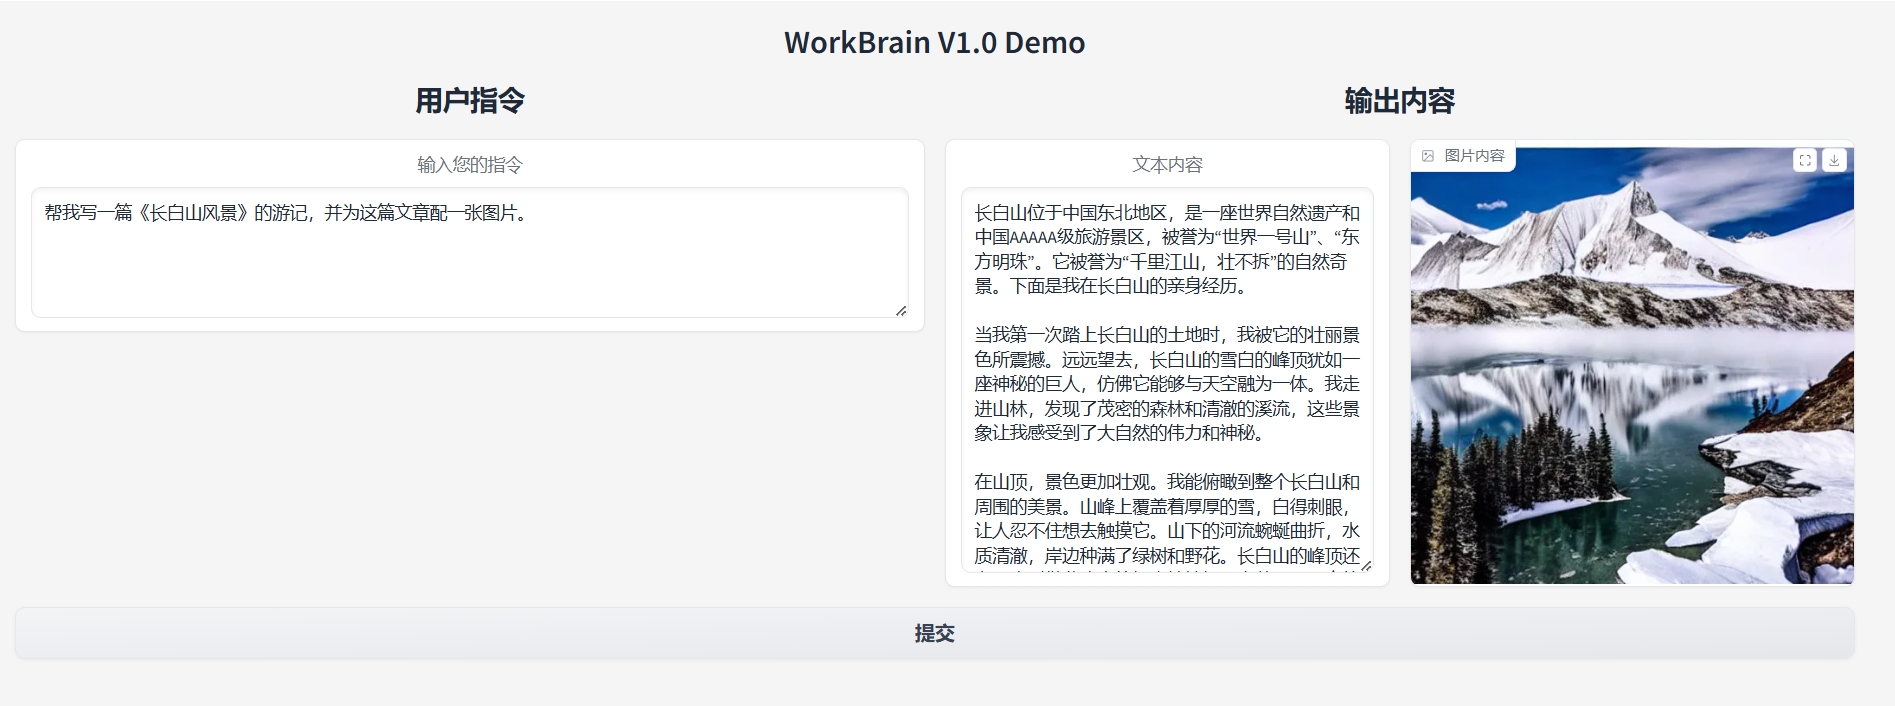 WorkBrain V1.0 Demo
用户指令
输出内容
输入您的指令
帮我写一篇《长白山风景》的游记，并为这篇文章配一张图片。
文本内容
长白山位于中国东北地区，是一座世界自然遗产和
中国AAAAA级旅游景区，被誉为“世界一号山”、“东
方明珠”。它被誉为“千里江山，壮不拆”的自然奇
景。下面是我在长白山的亲身经历。
当我第一次踏上长白山的土地时，我被它的壮丽景
色所震撼。远远望去，长白山的雪白的峰顶犹如一
座神秘的巨人，仿佛它能够与天空融为一体。我走
进山林，发现了茂密的森林和清澈的溪流，这些景
象让我感受到了大自然的伟力和神秘。
在山顶，景色更加壮观。我能俯瞰到整个长白山和
周围的美景。山峰上覆盖着厚厚的雪，白得刺眼，
让人忍不住想去触摸它。山下的河流蜿蜒曲折，水
质清澈，岸边种满了绿树和野花。长白山的峰顶还
图片内容
提交